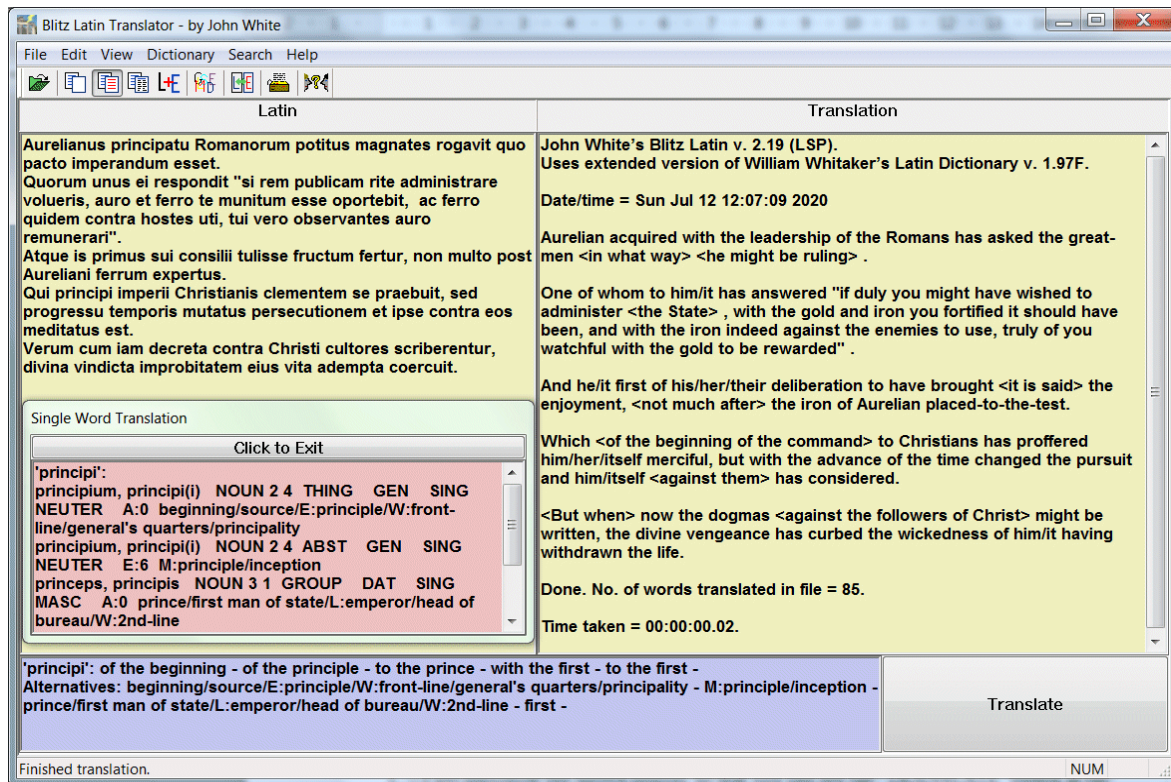 Blitz Latin Translator - by John White
File Edit View Dictionary Search Help
Latin
Translation
Aurelianus principatu Romanorum potitus magnates rogavit quo
pacto imperandum esset.
Quorum unus ei respondit "si rem publicam rite administrare
volueris, auro et ferro te munitum esse oportebit, ac ferro
quidem contra hostes uti, tui vero observantes auro
remunerari".
Atque is primus sui consilii tulisse fructum fertur, non multo post
Aureliani ferrum expertus.
Qui principi imperii Christianis clementem se praebuit, sed
progressu temporis mutatus persecutionem et ipse contra eos
meditatus est.
Verum cum iam decreta contra Christi cultores scriberentur,
divina vindicta improbitatem eius vita adempta coercuit.
Single Word Translation
Click to Exit
'principi':
principium, principi(i) NOUN 2 4 THING GEN SING
NEUTER A:0 beginning/source/E:principle/W:front-
line/general's quarters/principality
principium, principi(i) NOUN 2 4 ABST GEN SING
NEUTER E:6 M:principle/inception
princeps, principis NOUN 3 1 GROUP DAT SING
MASC A:0 prince/first man of state/L:emperor/head of
bureau/W:2nd-line
John White's Blitz Latin v. 2.19 (LSP).
Uses extended version of William Whitaker's Latin Dictionary v. 1.97F.
Date/time = Sun Jul 12 12:07:09 2020
Aurelian acquired with the leadership of the Romans has asked the great-
men <in what way> <he might be ruling> .
One of whom to him/it has answered "if duly you might have wished to
administer <the State> , with the gold and iron you fortified it should have
been, and with the iron indeed against the enemies to use, truly of you
watchful with the gold to be rewarded" .
And he/it first of his/her/their deliberation to have brought <it is said> the
enjoyment, <not much after> the iron of Aurelian placed-to-the-test.
Which <of the beginning of the command> to Christians has proffered
him/her/itself merciful, but with the advance of the time changed the pursuit
and him/itself <against them> has considered.
<But when> now the dogmas <against the followers of Christ> might be
written, the divine vengeance has curbed the wickedness of him/it having
withdrawn the life.
Done. No. of words translated in file = 85.
Time taken = 00:00:00.02.
'principi': of the beginning - of the principle - to the prince - with the first - to the first -
Alternatives: beginning/source/E:principle/W:front-line/general's quarters/principality - M:principle/inception -
prince/first man of state/L:emperor/head of bureau/W:2nd-line - first -
Translate
Finished translation.
NUM